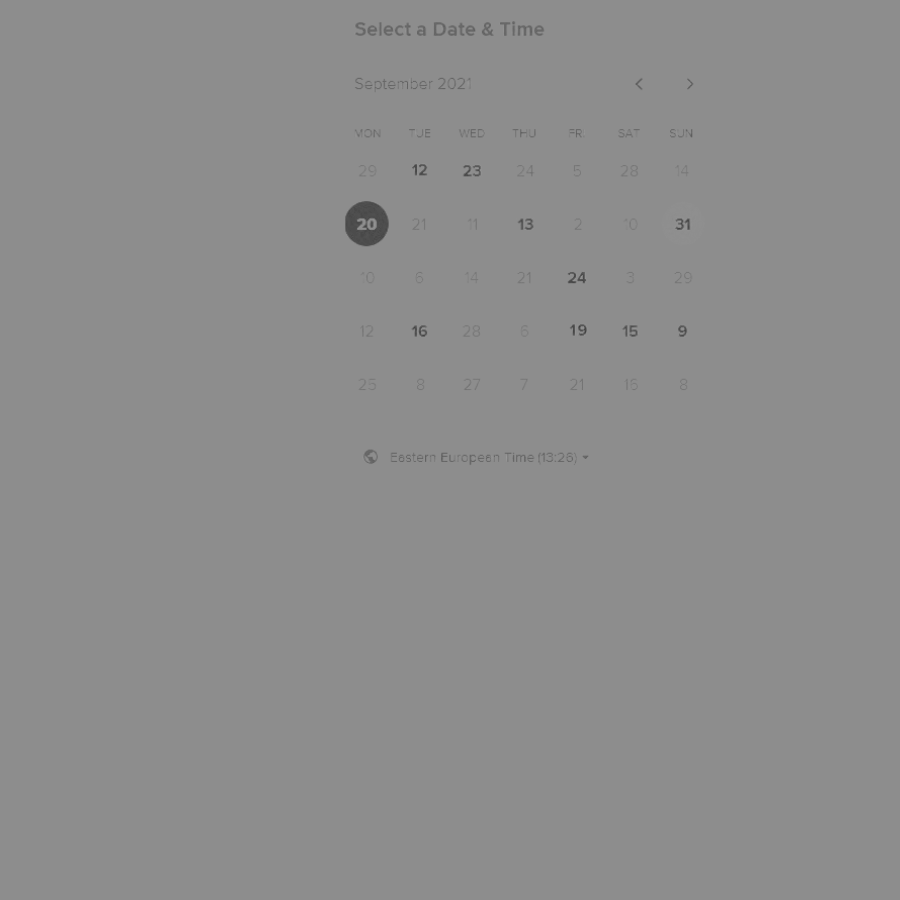 Select a Date & Time
September 2021
MON TUE WED THU FRI SAT SUN
29 12 23 24 5 28 14
20 21 11 13 2 10 31
10 6 14 21 24 3 29
12 16 28 6 19 15 9
25 8 27 7 21 15 8
Eastern European Time (13:26)